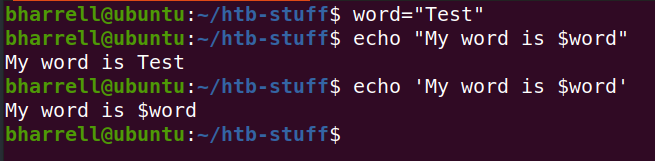 bharrell@ubuntu:~/htb-stuff$ word="Test"
bharrell@ubuntu:~/htb-stuff$ echo "My word is $word"
My word is Test
bharrell@ubuntu:~/htb-stuff$ echo 'My word is $word'
My word is $word
bharrell@ubuntu:~/htb-stuff$